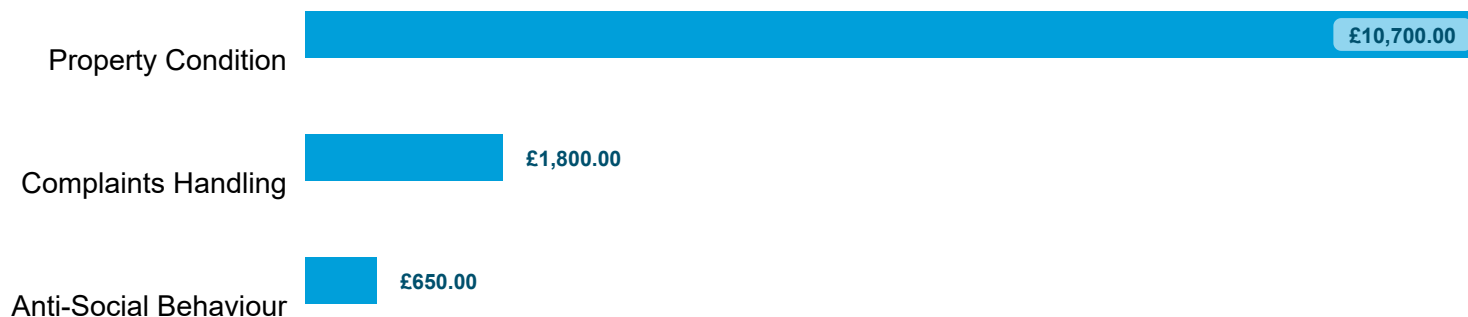 £10,700.00
Property Condition
£1,800.00
Complaints Handling
£650.00
Anti-Social Behaviour